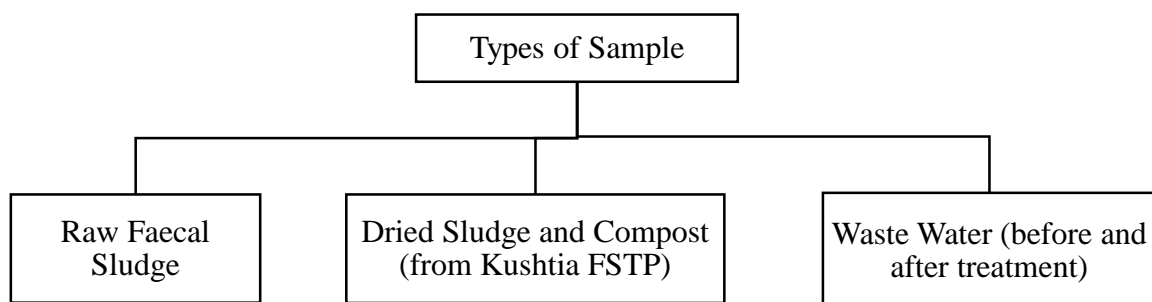 Types of Sample
Raw Faecal
Sludge
Dried Sludge and Compost
(from Kushtia FSTP)
Waste Water (before and
after treatment)